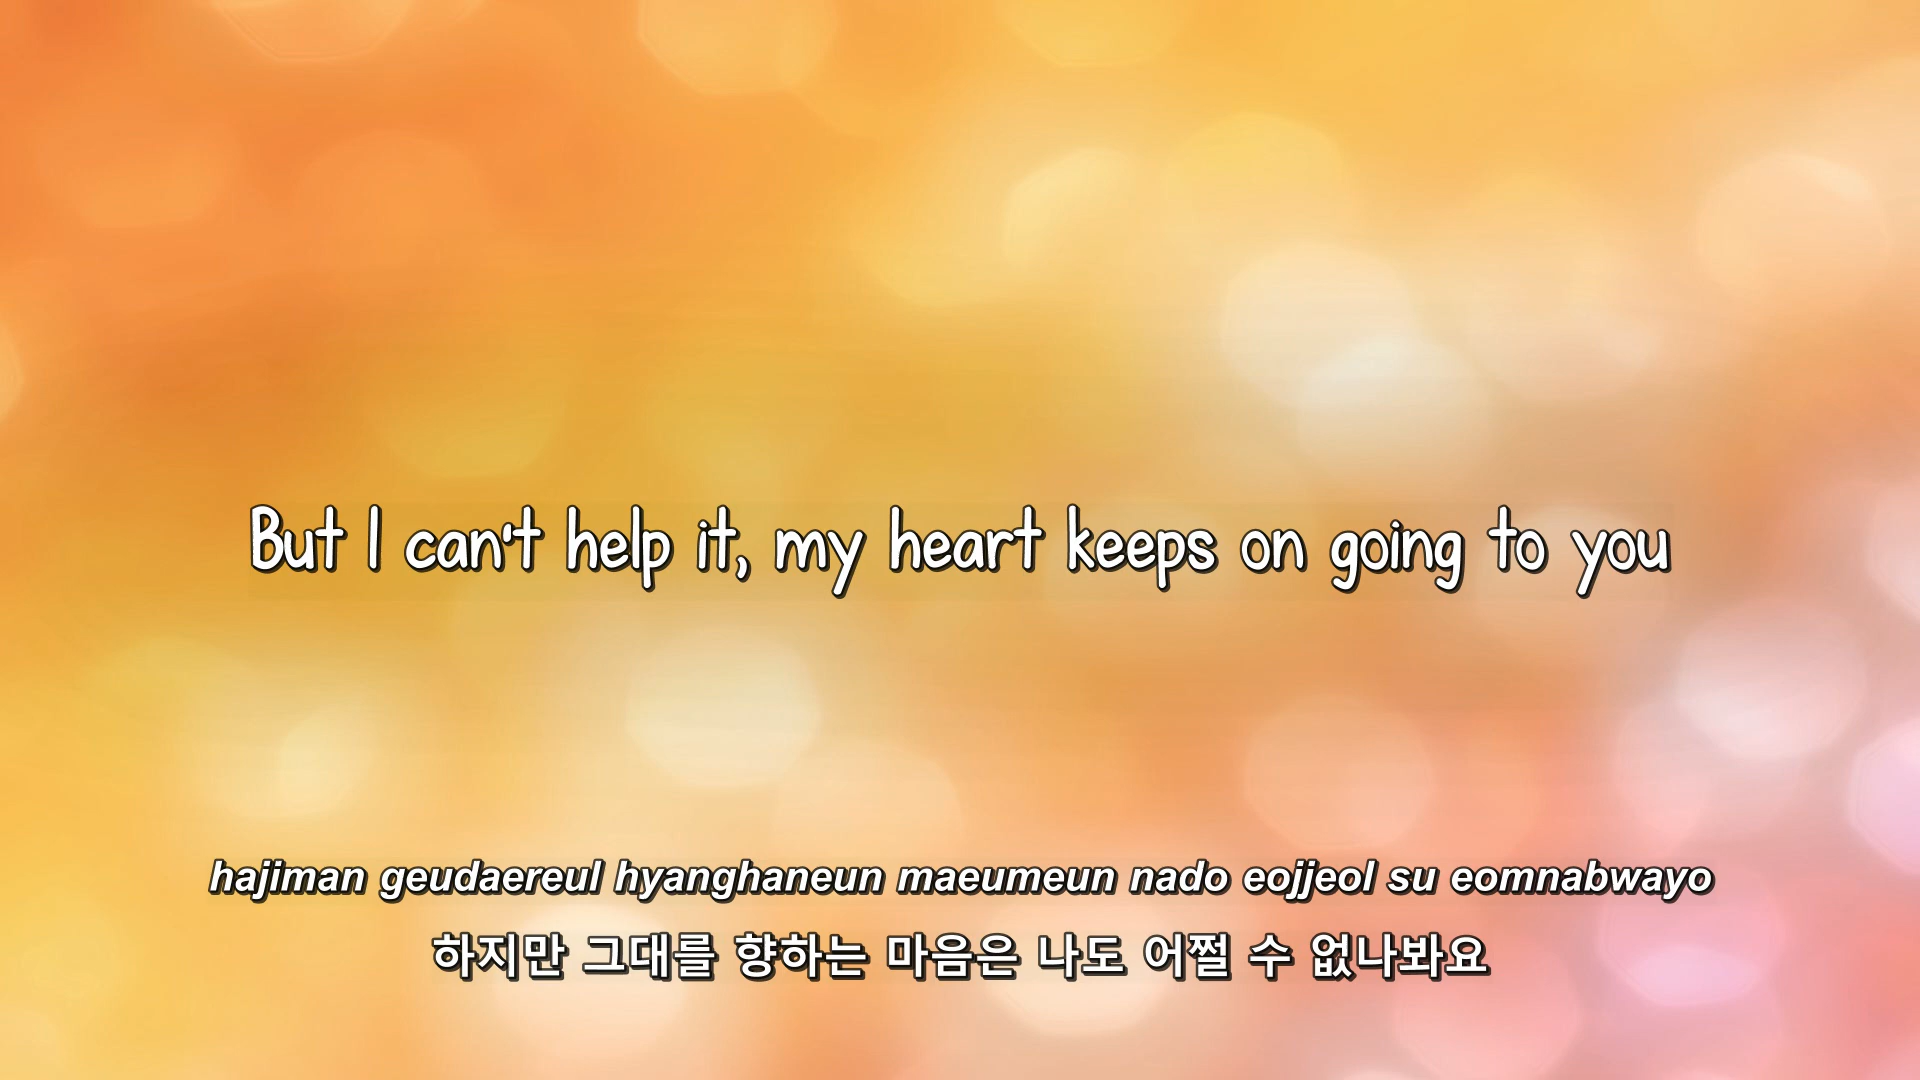 But I can't help it, my heart keeps on going to you
hajiman geudaereul hyanghaneun maeumeun nado eojjeol su eomnabwayo
하지만 그대를 향하는 마음은 나도 어쩔 수 없나봐요